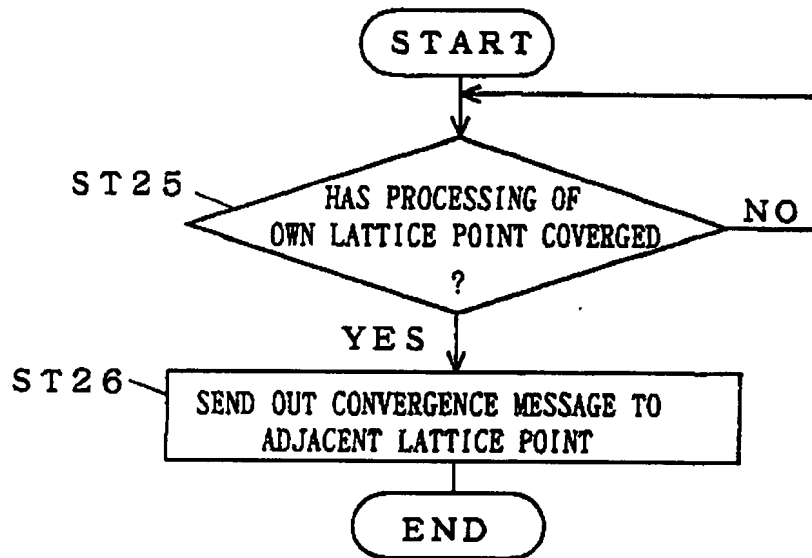 START
ST25
HAS PROCESSING OF
OWN LATTICE POINT COVERGED
?
NO
YES
ST26
SEND OUT CONVERGENCE MESSAGE TO
ADJACENT LATTICE POINT
END